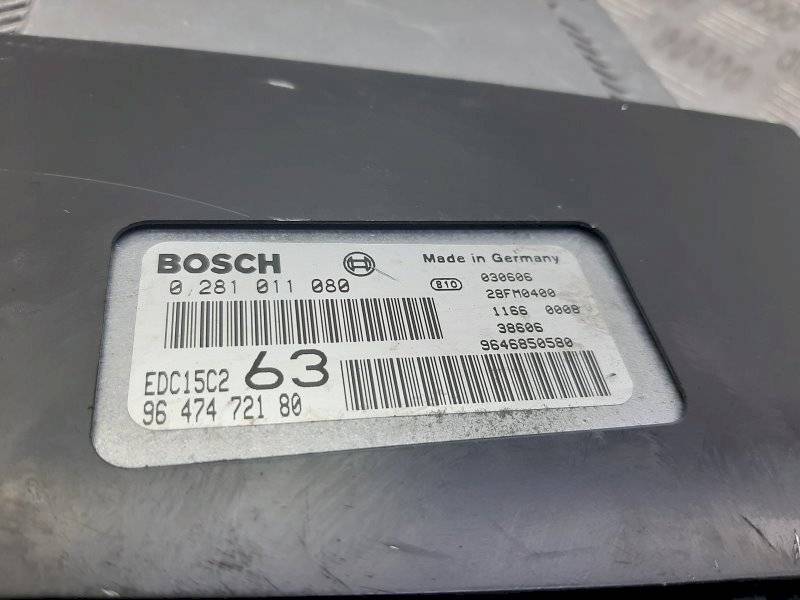 BOSCH
Made in Germany
0 281 011 080
B10
030606
28FM0400
1166 0008
38606
9646850580
EDC15C2 63
96 474 721 80